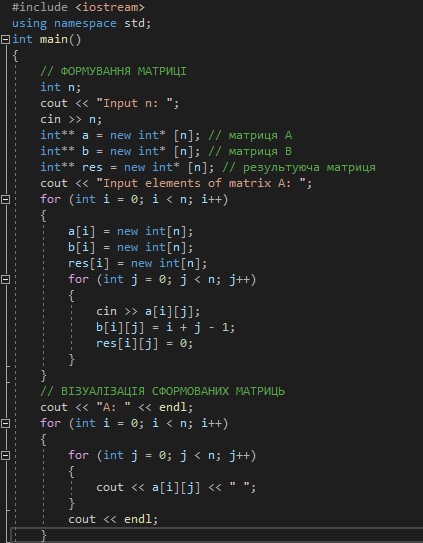 #include <iostream>
using namespace std;
int main()
{
// ФОРМУВАННЯ МАТРИЦІ
int n;
cout << "Input n: ";
cin >> n;
int** a = new int* [n]; // матриця A
int** b = new int* [n]; // матриця B
int** res = new int* [n]; // результуюча матриця
cout << "Input elements of matrix A: ";
for (int i = 0; i < n; i++)
{
a[i] = new int[n];
b[i] = new int[n];
res[i] = new int[n];
for (int j = 0; j < n; j++)
{
cin >> a[i][j];
b[i][j] = i + j - 1;
res[i][j] = 0;
}
}
// ВІЗУАЛІЗАЦІЯ СФОРМОВАНИХ МАТРИЦЬ
cout << "A: " << endl;
for (int i = 0; i < n; i++)
{
for (int j = 0; j < n; j++)
{
cout << a[i][j] << " ";
}
cout << endl;
}